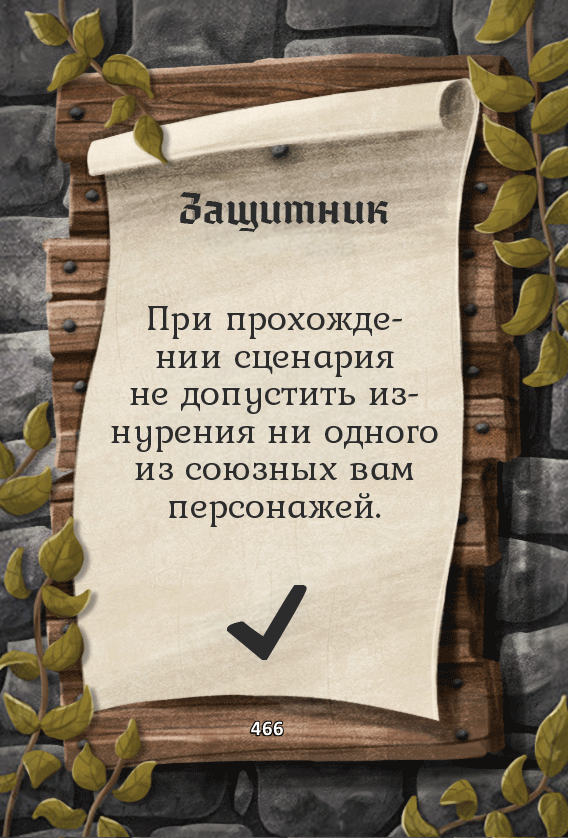 Защитник
При прохожде-
нии сценария
не допустить из-
нурения ни одного
из союзных вам
персонажей.
466